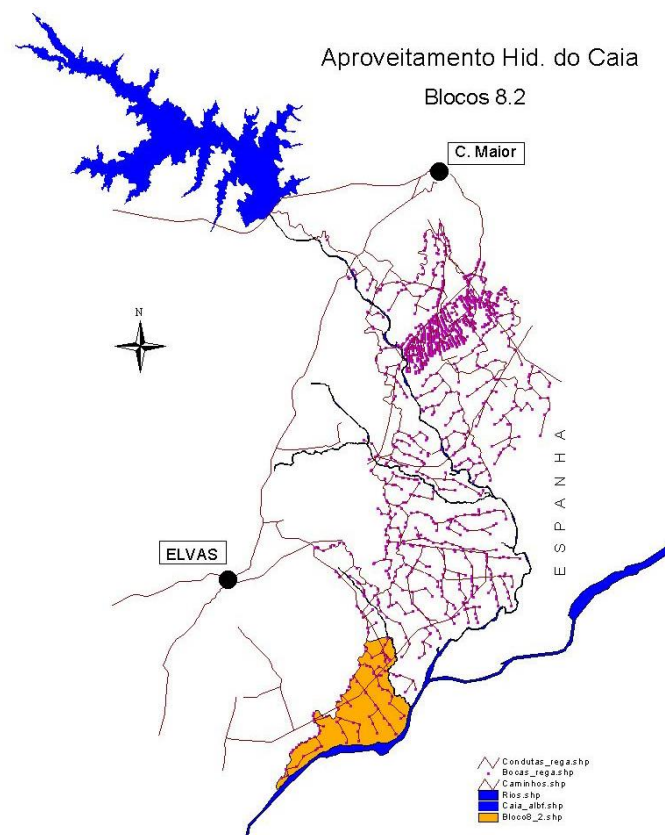 Aproveitamento Hid. do Caia
Blocos 8.2
C. Maior
N
ESPANHA
ELVAS
Condutas_rega.shp
Bocas_rega.shp
Caminhos.shp
Rios.shp
Caia_albf.shp
Bloco8_2.shp